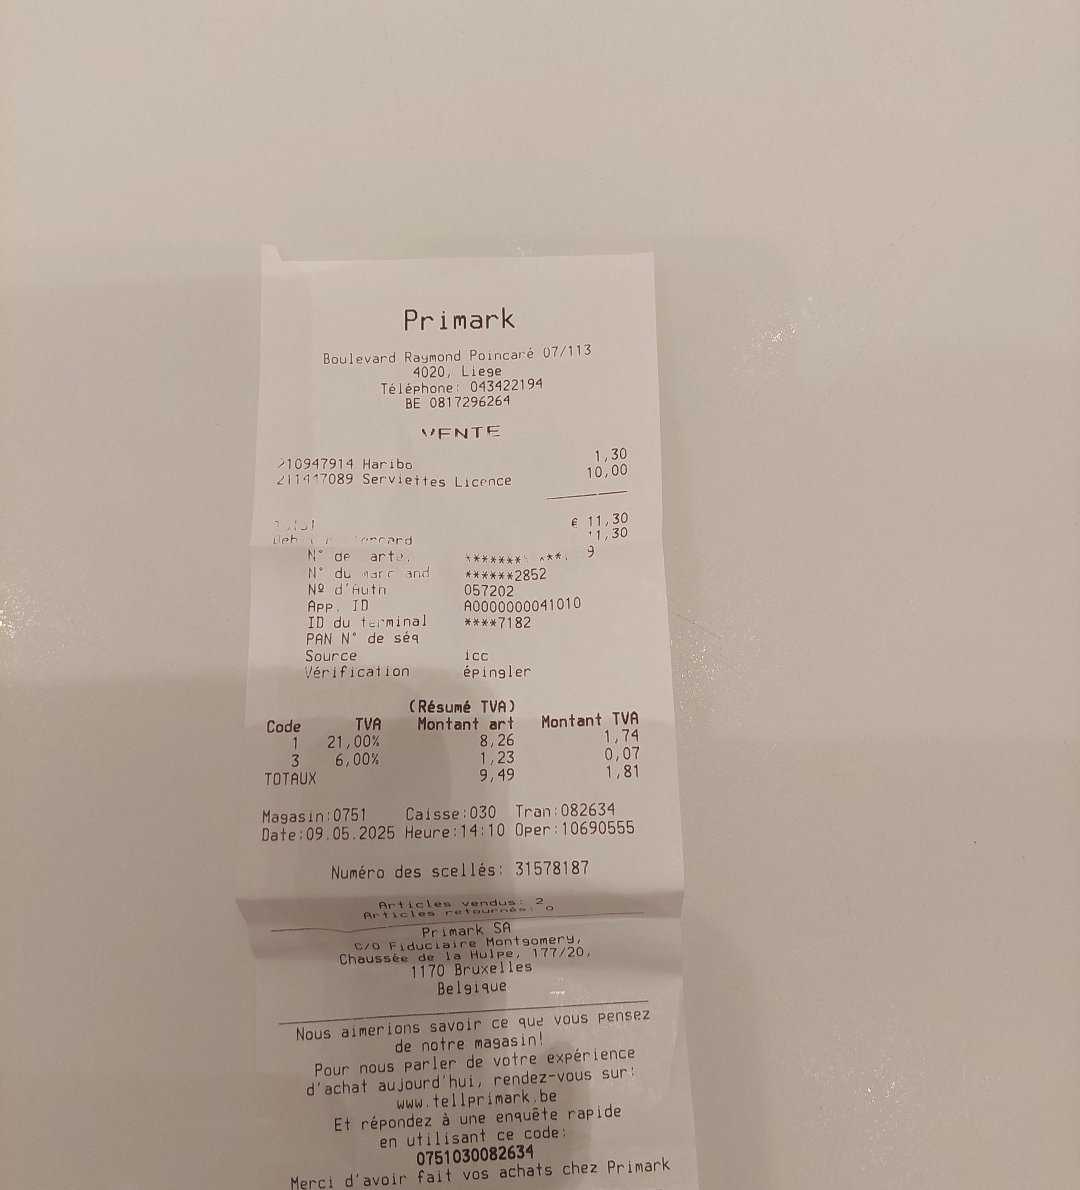 Primark
Boulevard Raymond Poincaré 07/113
4020, Liege
Téléphone: 043422194
BE 0817296264
VENTE
210947914 Haribo 1,30
211447089 Serviettes Licence 10,00
Total € 11,30
11,30
N° de
N° du ******2852
Nº d'Auth 057202
App. ID A0000000041010
ID du terminal ****7182
PAN N° de séq
Source icc
Vérification épingler
(Résumé TVA)
Code TVA Montant art Montant TVA
1 21,00% 8,26 1,74
3 6,00% 1,23 0,07
TOTAUX 9,49 1,81
Magasin:0751 Caisse:030 Tran:082634
Date:09.05.2025 Heure:14:10 Oper:10690555
Numéro des scellés: 31578187
Articles vendus: 2
Articles retournés: 0
Primark SA
C/O Fiduciaire Montgomery,
Chaussée de la Hulpe, 177/20,
1170 Bruxelles
Belgique
Nous aimerions savoir ce que vous pensez
de notre magasin!
Pour nous parler de votre expérience
d'achat aujourd'hui, rendez-vous sur:
www.tellprimark.be
Et répondez à une enquête rapide
en utilisant ce code:
0751030082634
Merci d'avoir fait vos achats chez Primark